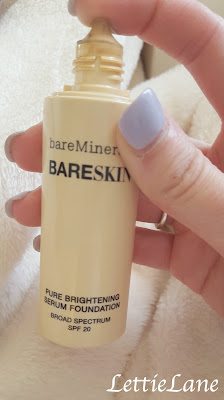 bareMiner
BARESKIN
PURE BRIGHTENING
SERUM FOUNDATION
BROAD SPECTRUM
SPF 20
LettieLane